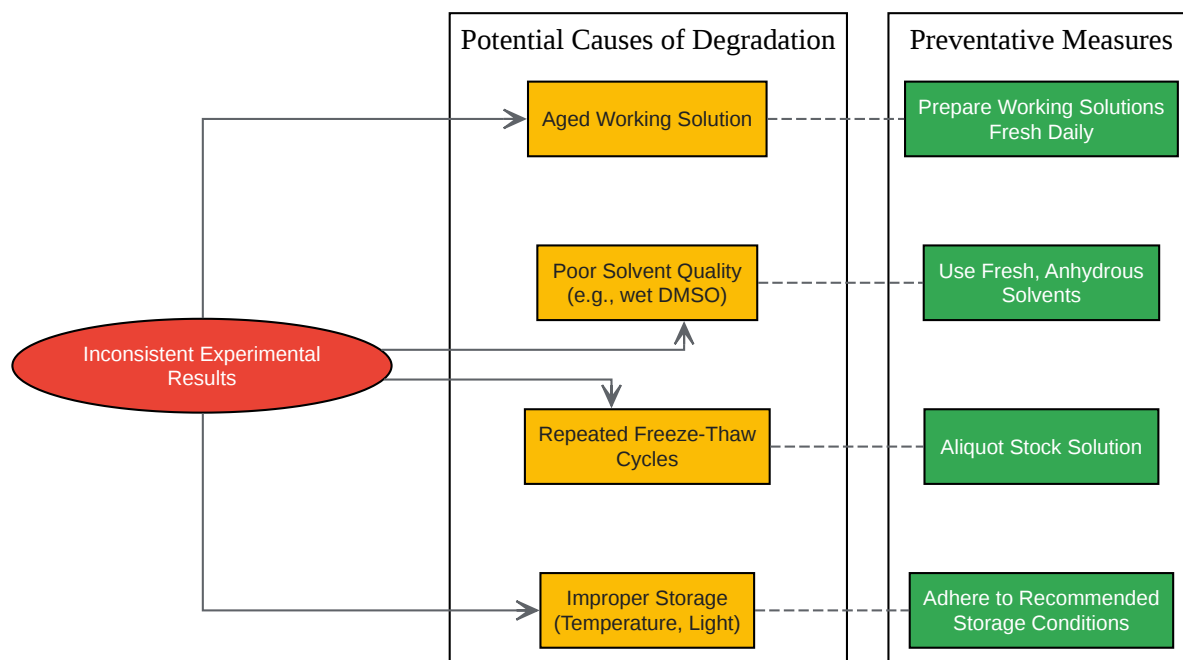 Potential Causes of Degradation
Preventative Measures
Aged Working Solution
Prepare Working Solutions
Fresh Daily
Poor Solvent Quality
(e.g., wet DMSO)
Use Fresh, Anhydrous
Solvents
Inconsistent Experimental
Results
Repeated Freeze-Thaw
Cycles
Aliquot Stock Solution
Improper Storage
(Temperature, Light)
Adhere to Recommended
Storage Conditions